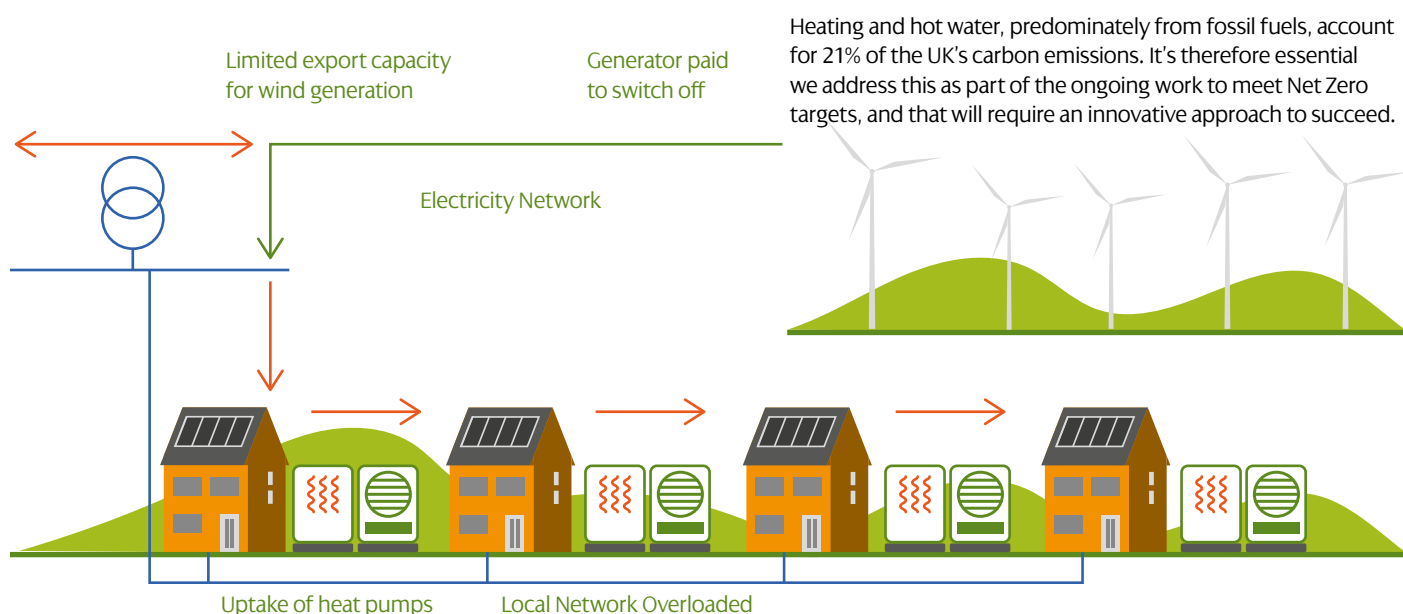 Heating and hot water, predominately from fossil fuels, account
for 21% of the UK's carbon emissions. It's therefore essential
we address this as part of the ongoing work to meet Net Zero
targets, and that will require an innovative approach to succeed.
Limited export capacity
for wind generation
Generator paid
to switch off
Electricity Network
Uptake of heat pumps
Local Network Overloaded